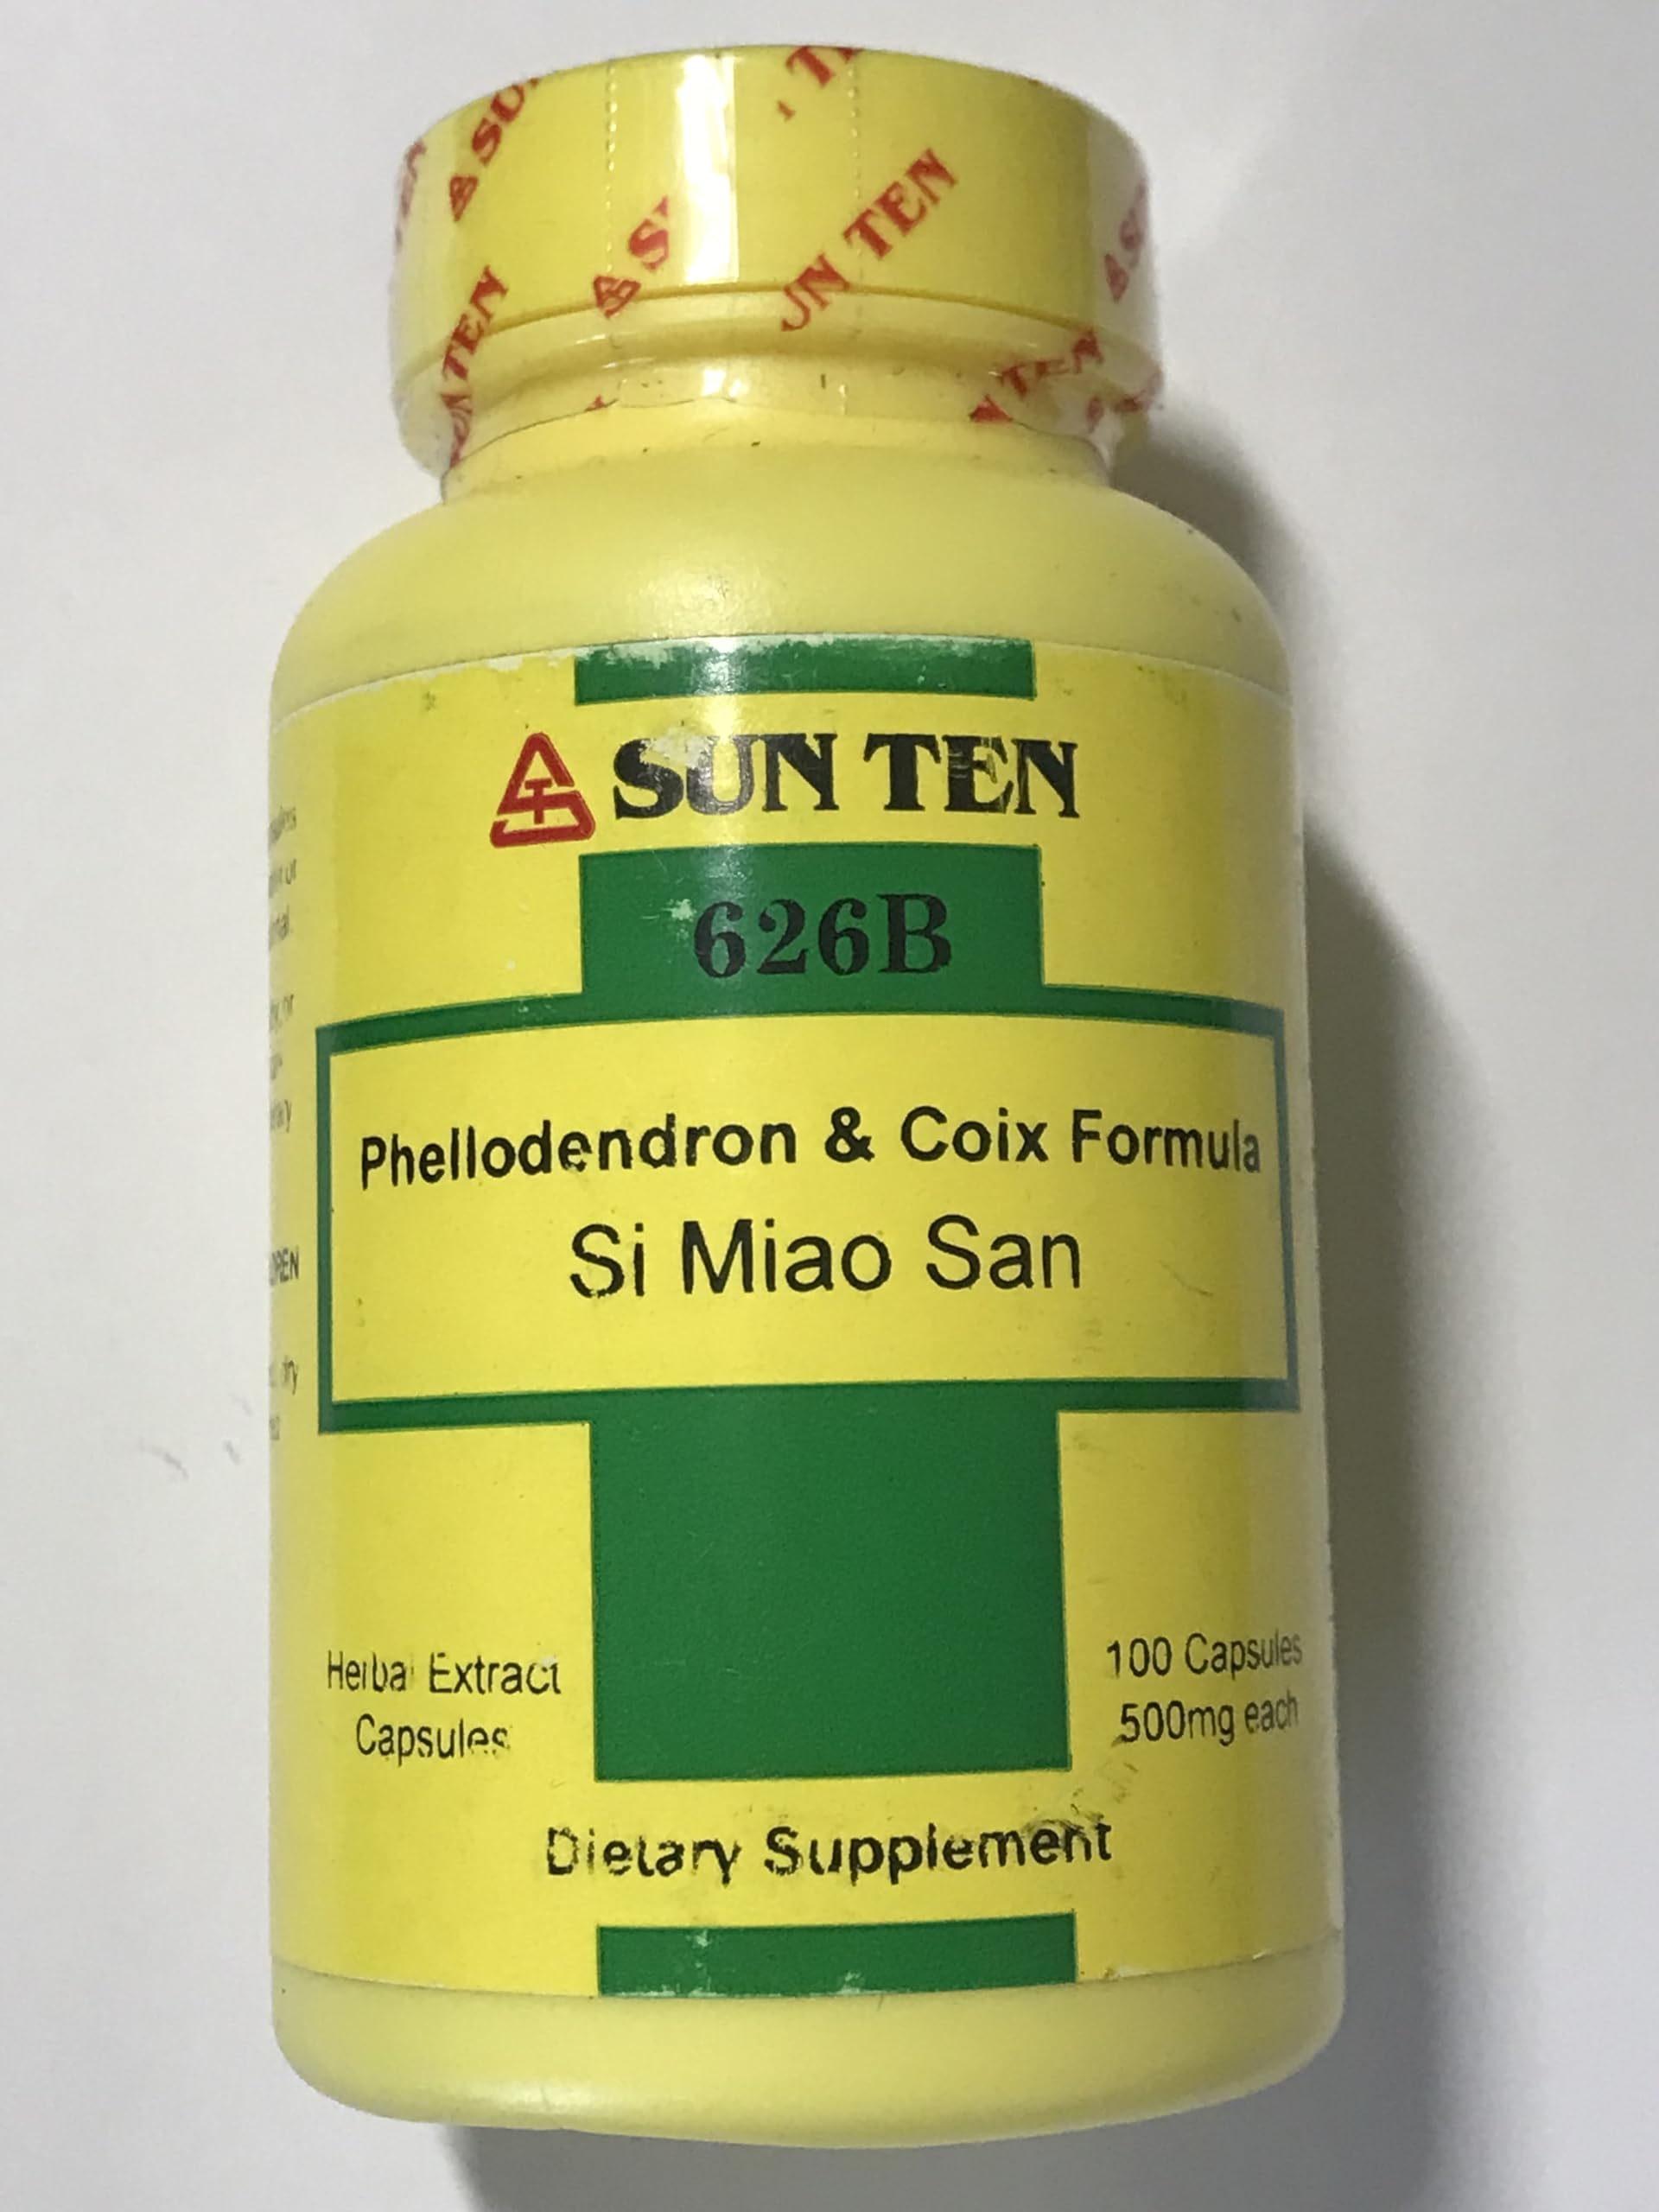 SUN TEN
UN TEN
SUN TEN
626B
Phellodendron & Coix Formula
Si Miao San
Herbal Extract
Capsules
100 Capsules
500mg each
Dietary Supplement